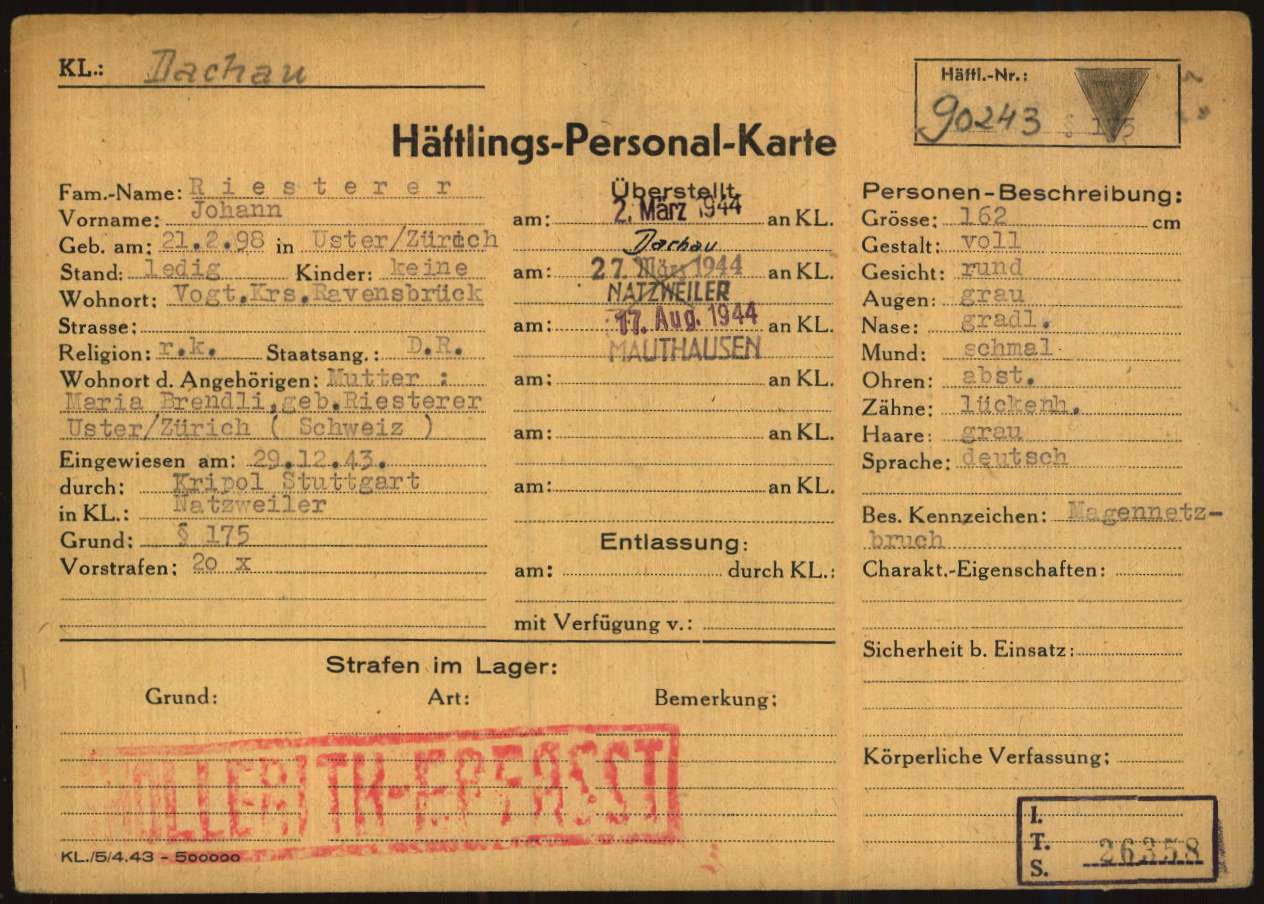 KL.: Dachau
Häftl.-Nr.:
90243
§ 175
Häftlings-Personal-Karte
Fam.-Name: Riesterer
Vorname: Johann
Geb. am: 21.2.98 in Uster/Zürich
Stand: ledig Kinder: keine
Wohnort: Vogt,Krs.Ravensbrück
Strasse:
Religion: r.k. Staatsang.: D.R.
Wohnort d. Angehörigen: Mutter :
Maria Brendli,geb.Riesterer
Uster/Zürich ( Schweiz )
Eingewiesen am: 29.12.43.
durch: Kripol Stuttgart
in KL.: Natzweiler
Grund: § 175
Vorstrafen: 20 x
Überstellt
am: 2. März 1944 an KL.
Dachau
am: 27. März 1944 an KL.
NATZWEILER
am: 17. Aug. 1944 an KL.
MAUTHAUSEN
am: an KL.
am: an KL.
am: an KL.
Entlassung:
am: durch KL.:
mit Verfügung v.:
Personen-Beschreibung:
Grösse: 162 cm
Gestalt: voll
Gesicht: rund
Augen: grau
Nase: gradl.
Mund: schmal
Ohren: abst.
Zähne: lückenh.
Haare: grau
Sprache: deutsch
Bes. Kennzeichen: Magennetz-
bruch
Charakt.-Eigenschaften:
Sicherheit b. Einsatz:
Körperliche Verfassung:
Strafen im Lager:
Grund: Art: Bemerkung:
HOLLERITH-ERFASST
KL./5/4.43 - 500000
I.
T.
S.
26358